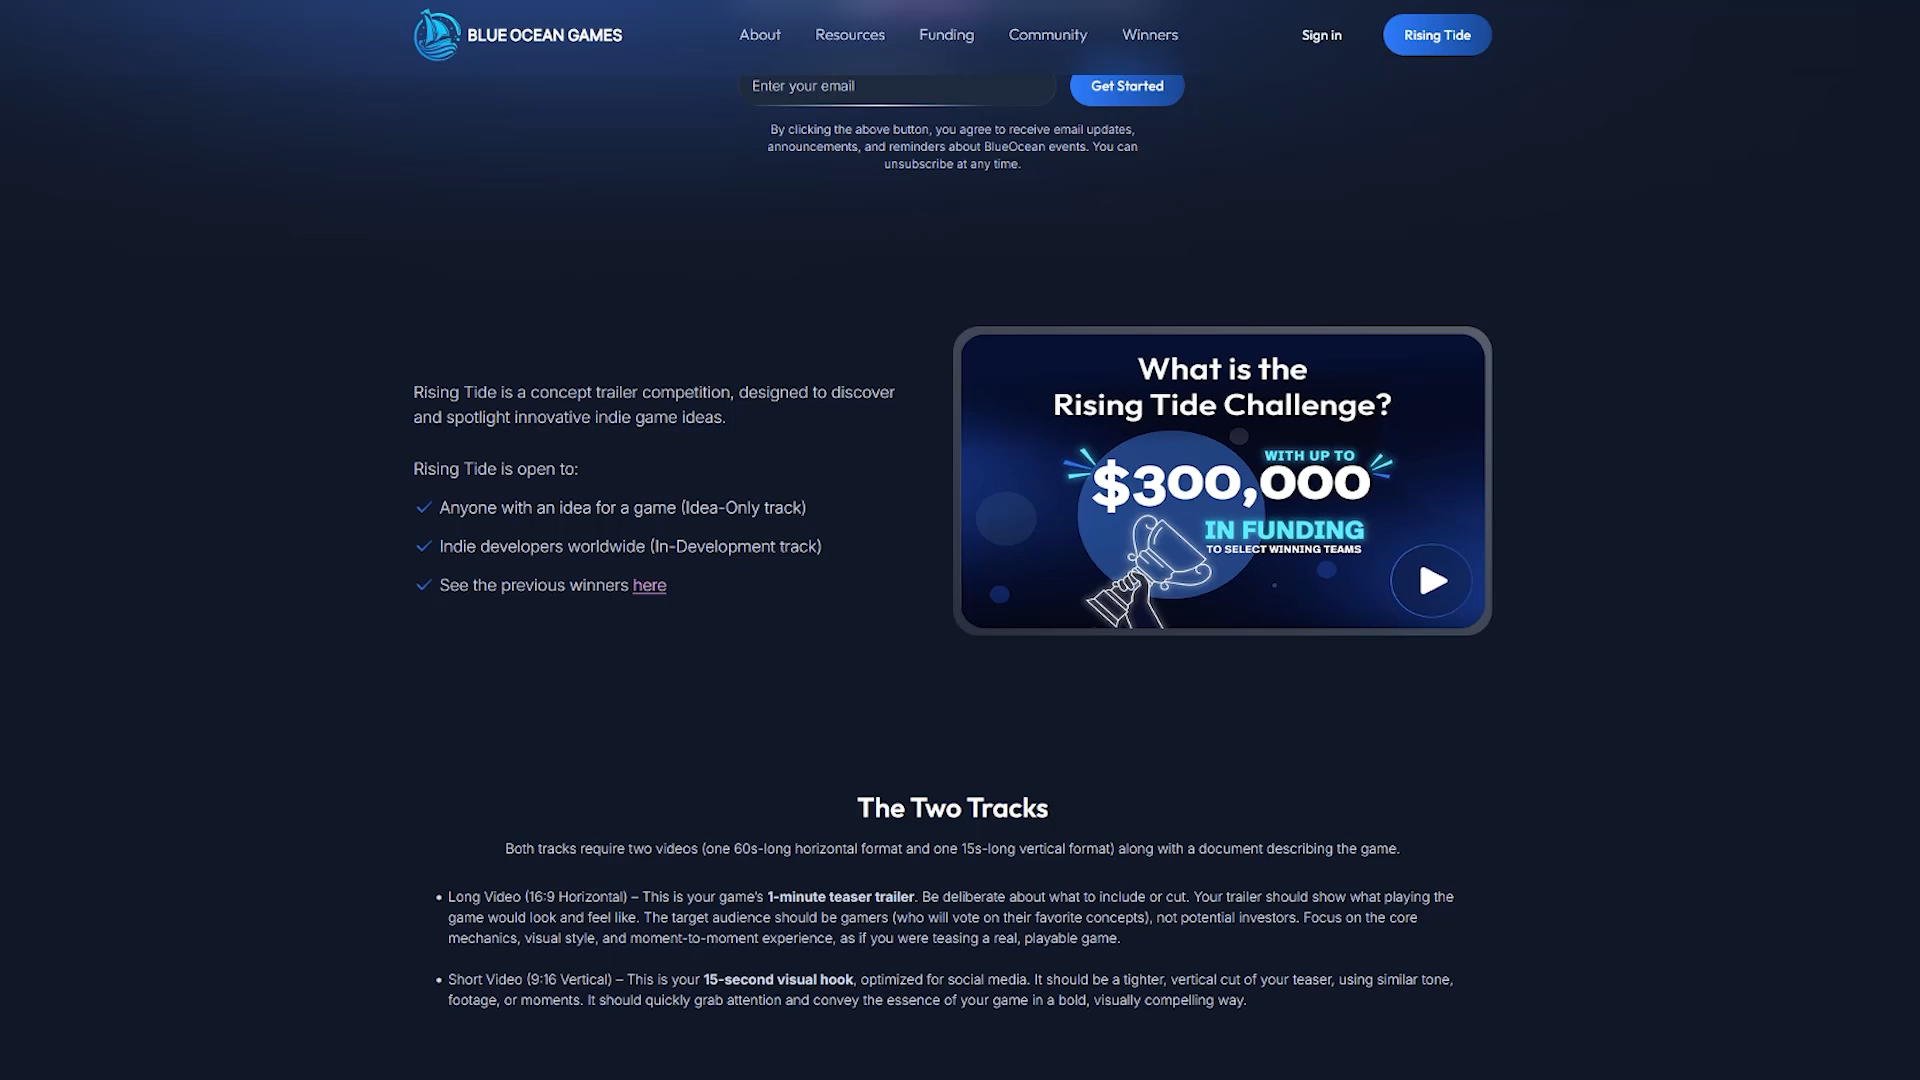 BLUE OCEAN GAMES
About
Resources
Funding
Community
Winners
Sign in
Rising Tide
Enter your email
Get Started
By clicking the above button, you agree to receive email updates,
announcements, and reminders about BlueOcean events. You can
unsubscribe at any time.
Rising Tide is a concept trailer competition, designed to discover
and spotlight innovative indie game ideas.
Rising Tide is open to:
Anyone with an idea for a game (Idea-Only track)
Indie developers worldwide (In-Development track)
See the previous winners here
What is the
Rising Tide Challenge?
WITH UP TO
$300,000
IN FUNDING
TO SELECT WINNING TEAMS
The Two Tracks
Both tracks require two videos (one 60s-long horizontal format and one 15s-long vertical format) along with a document describing the game.
• Long Video (16:9 Horizontal) – This is your game's 1-minute teaser trailer. Be deliberate about what to include or cut. Your trailer should show what playing the
game would look and feel like. The target audience should be gamers (who will vote on their favorite concepts), not potential investors. Focus on the core
mechanics, visual style, and moment-to-moment experience, as if you were teasing a real, playable game.
• Short Video (9:16 Vertical) – This is your 15-second visual hook, optimized for social media. It should be a tighter, vertical cut of your teaser, using similar tone,
footage, or moments. It should quickly grab attention and convey the essence of your game in a bold, visually compelling way.